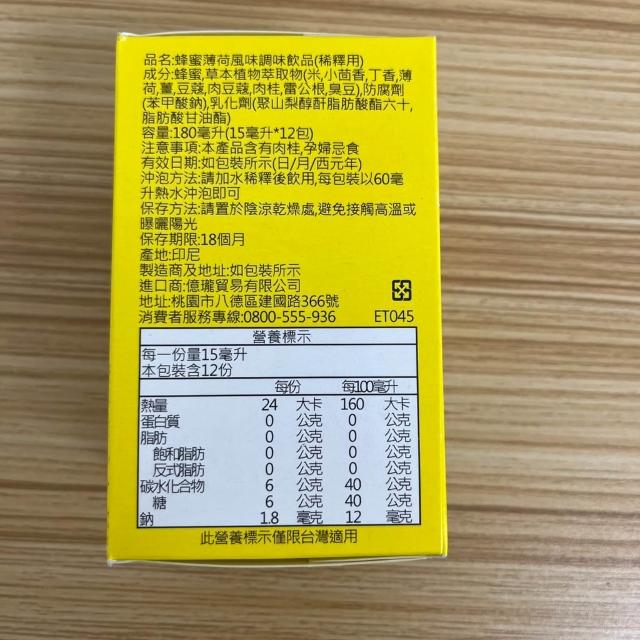 品名:蜂蜜薄荷風味調味飲品(稀釋用)
成分:蜂蜜,草本植物萃取物(米,小茴香,丁香,薄
荷,薑,豆蔻,肉豆蔻,肉桂,雷公根,臭豆),防腐劑
(苯甲酸鈉),乳化劑(聚山梨醇酐脂肪酸酯六十,
脂肪酸甘油酯)
容量:180毫升(15毫升*12包)
注意事項:本產品含有肉桂,孕婦忌食
有效日期:如包裝所示(日/月/西元年)
沖泡方法:請加水稀釋後飲用,每包裝以60毫
升熱水沖泡即可
保存方法:請置於陰涼乾燥處,避免接觸高溫或
曝曬陽光
保存期限:18個月
產地:印尼
製造商及地址:如包裝所示
進口商:億瓏貿易有限公司
地址:桃園市八德區建國路366號
消費者服務專線:0800-555-936 ET045
營養標示
每一份量15毫升
本包裝含12份
每份 每100毫升
熱量 24 大卡 160 大卡
蛋白質 0 公克 0 公克
脂肪 0 公克 0 公克
飽和脂肪 0 公克 0 公克
反式脂肪 0 公克 0 公克
碳水化合物 6 公克 40 公克
糖 6 公克 40 公克
鈉 1.8 毫克 12 毫克
此營養標示僅限台灣適用